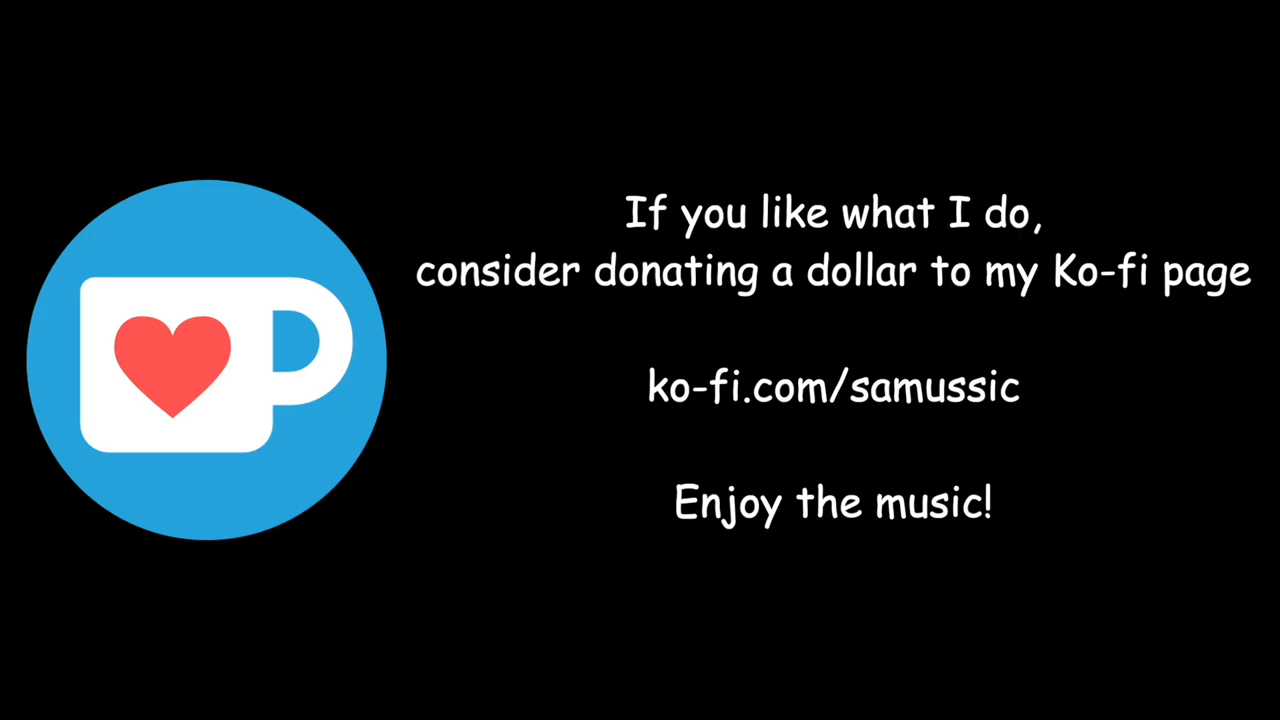 If you like what I do,
consider donating a dollar to my Ko-fi page
ko-fi.com/samussic
Enjoy the music!